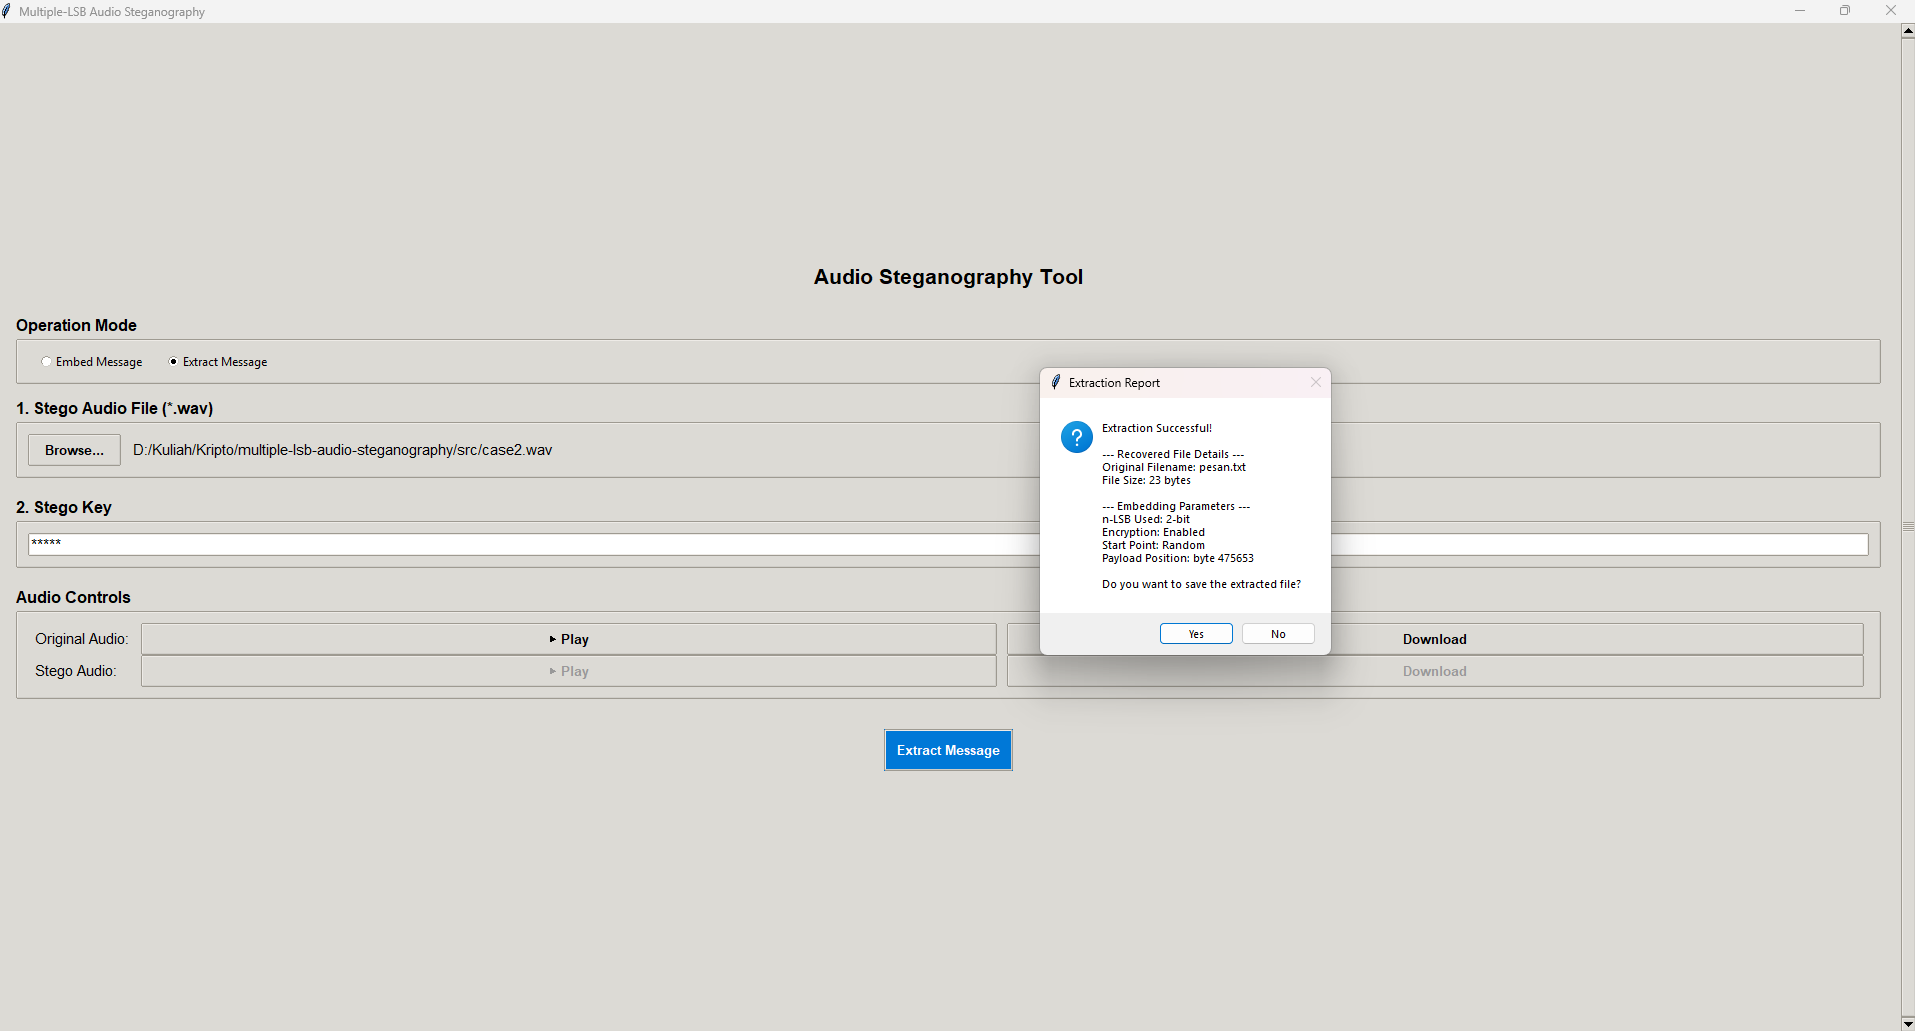 Multiple-LSB Audio Steganography
Audio Steganography Tool
Operation Mode
Embed Message
Extract Message
1. Stego Audio File (*.wav)
Browse...
D:/Kuliah/Kripto/multiple-lsb-audio-steganography/src/case2.wav
2. Stego Key
*****
Audio Controls
Original Audio:
► Play
Download
Stego Audio:
► Play
Download
Extract Message
Extraction Report
?
Extraction Successful!
--- Recovered File Details ---
Original Filename: pesan.txt
File Size: 23 bytes
--- Embedding Parameters ---
n-LSB Used: 2-bit
Encryption: Enabled
Start Point: Random
Payload Position: byte 475653
Do you want to save the extracted file?
Yes
No